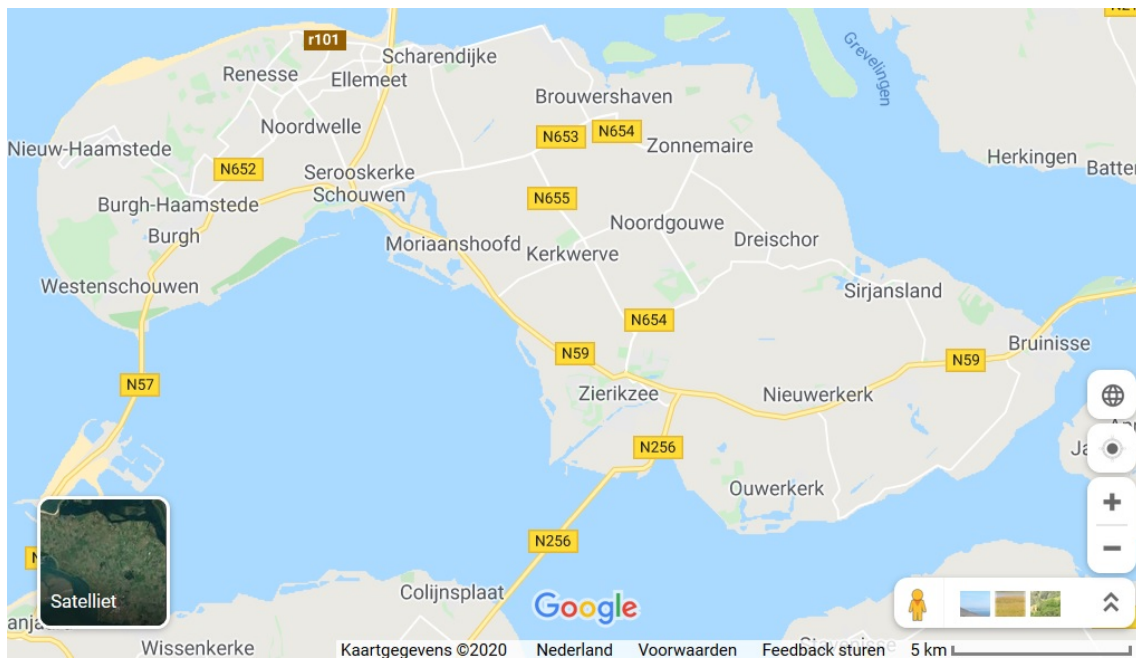 r101
Scharendijke
Renesse
Ellemeet
Grevelingen
Brouwershaven
Noordwelle
N653
N654
Zonnemaire
Nieuw-Haamstede
Herkingen
N652
Serooskerke
Schouwen
N655
Burgh-Haamstede
Noordgouwe
Burgh
Moriaanshoofd
Kerkwerve
Dreischor
Westenschouwen
Sirjansland
N654
Bruinisse
N59
N59
N57
Zierikzee
Nieuwerkerk
N256
Ouwerkerk
N256
Colijnsplaat
Satelliet
Google
Wissenkerke
Kaartgegevens ©2020 Nederland Voorwaarden Feedback sturen 5 km